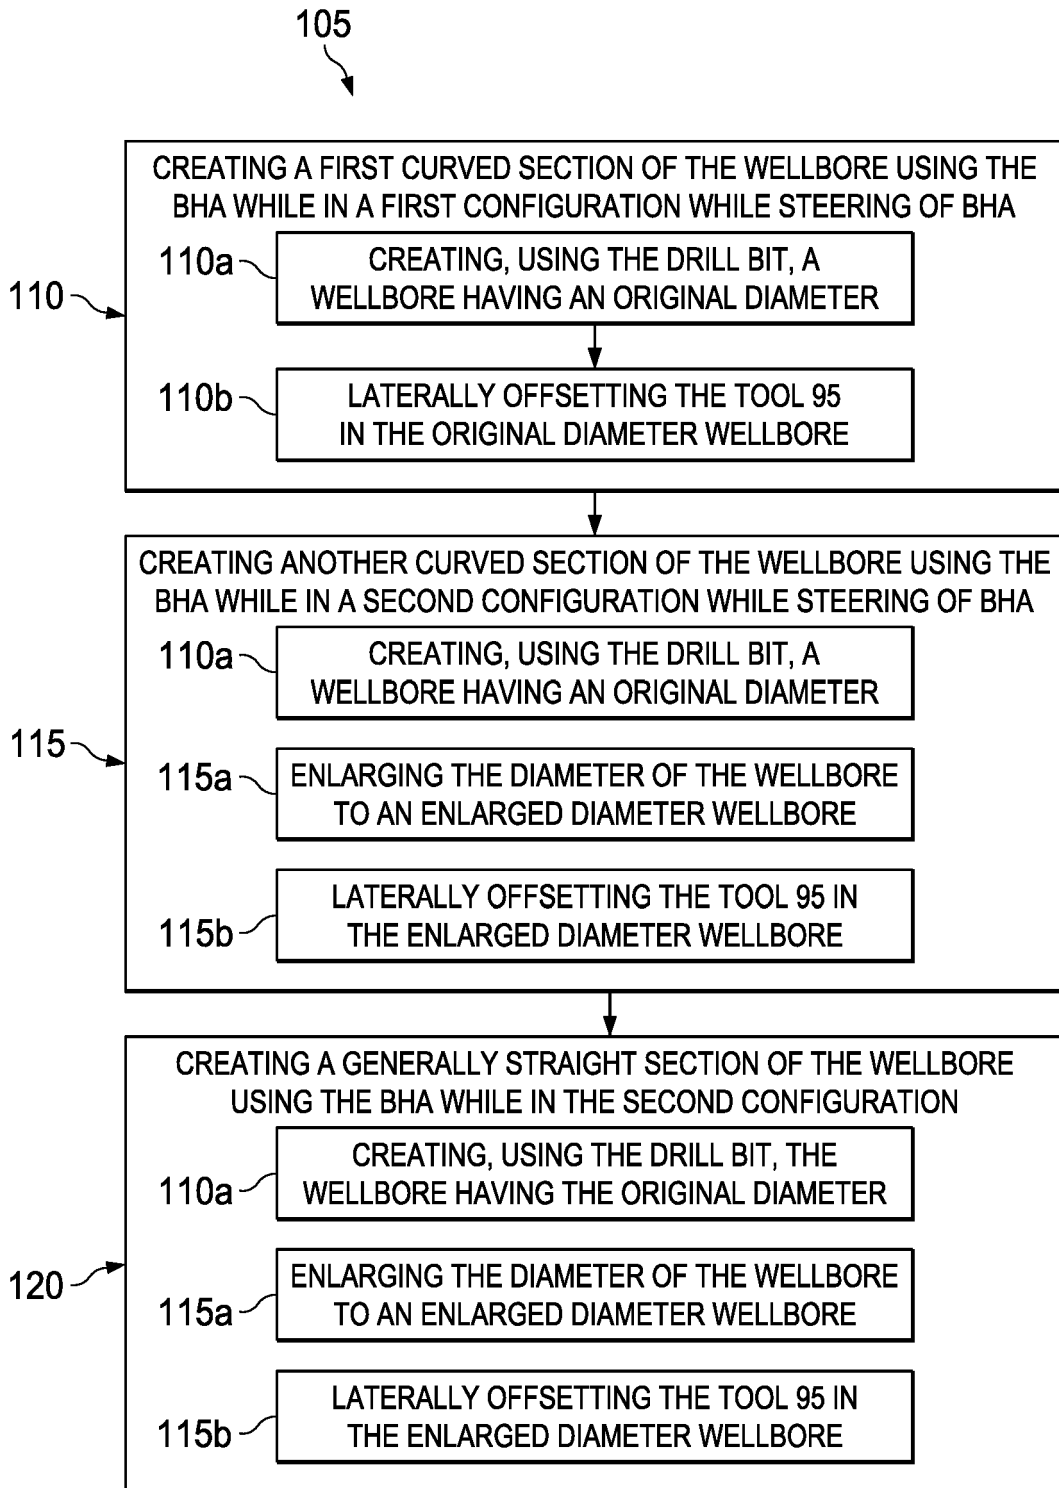 105
CREATING A FIRST CURVED SECTION OF THE WELLBORE USING THE
BHA WHILE IN A FIRST CONFIGURATION WHILE STEERING OF BHA
110
110a
CREATING, USING THE DRILL BIT, A
WELLBORE HAVING AN ORIGINAL DIAMETER
110b
LATERALLY OFFSETTING THE TOOL 95
IN THE ORIGINAL DIAMETER WELLBORE
CREATING ANOTHER CURVED SECTION OF THE WELLBORE USING THE
BHA WHILE IN A SECOND CONFIGURATION WHILE STEERING OF BHA
115
110a
CREATING, USING THE DRILL BIT, A
WELLBORE HAVING AN ORIGINAL DIAMETER
115a
ENLARGING THE DIAMETER OF THE WELLBORE
TO AN ENLARGED DIAMETER WELLBORE
115b
LATERALLY OFFSETTING THE TOOL 95 IN
THE ENLARGED DIAMETER WELLBORE
CREATING A GENERALLY STRAIGHT SECTION OF THE WELLBORE
USING THE BHA WHILE IN THE SECOND CONFIGURATION
120
110a
CREATING, USING THE DRILL BIT, THE
WELLBORE HAVING THE ORIGINAL DIAMETER
115a
ENLARGING THE DIAMETER OF THE WELLBORE
TO AN ENLARGED DIAMETER WELLBORE
115b
LATERALLY OFFSETTING THE TOOL 95 IN
THE ENLARGED DIAMETER WELLBORE